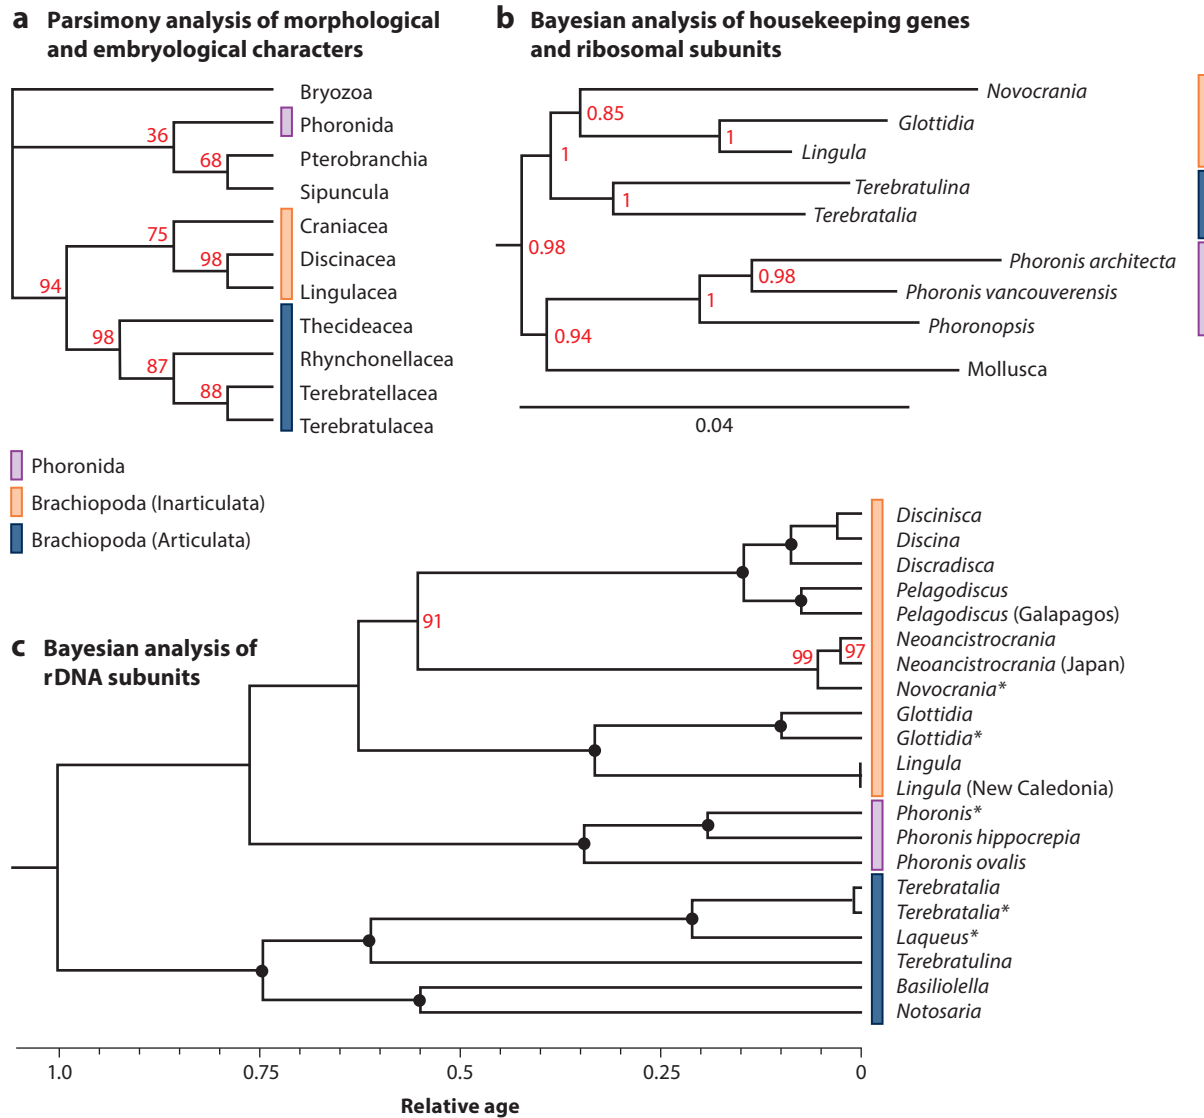 a Parsimony analysis of morphological
and embryological characters
Bryozoa
Phoronida
Pterobranchia
Sipuncula
Craniacea
Discinacea
Lingulacea
Thecideacea
Rhynchonellacea
Terebratellacea
Terebratulacea
36
68
75
98
94
98
87
88
b Bayesian analysis of housekeeping genes
and ribosomal subunits
Novocrania
Glottidia
Lingula
Terebratulina
Terebratalia
Phoronis architecta
Phoronis vancouverensis
Phoronopsis
Mollusca
0.85
1
1
1
0.98
0.98
1
0.94
0.04
Phoronida
Brachiopoda (Inarticulata)
Brachiopoda (Articulata)
c Bayesian analysis of
rDNA subunits
91
99
97
Discinisca
Discina
Discradisca
Pelagodiscus
Pelagodiscus (Galapagos)
Neoancistrocrania
Neoancistrocrania (Japan)
Novocrania*
Glottidia
Glottidia*
Lingula
Lingula (New Caledonia)
Phoronis*
Phoronis hippocrepia
Phoronis ovalis
Terebratalia
Terebratalia*
Laqueus*
Terebratulina
Basiliolella
Notosaria
1.0 0.75 0.5 0.25 0
Relative age